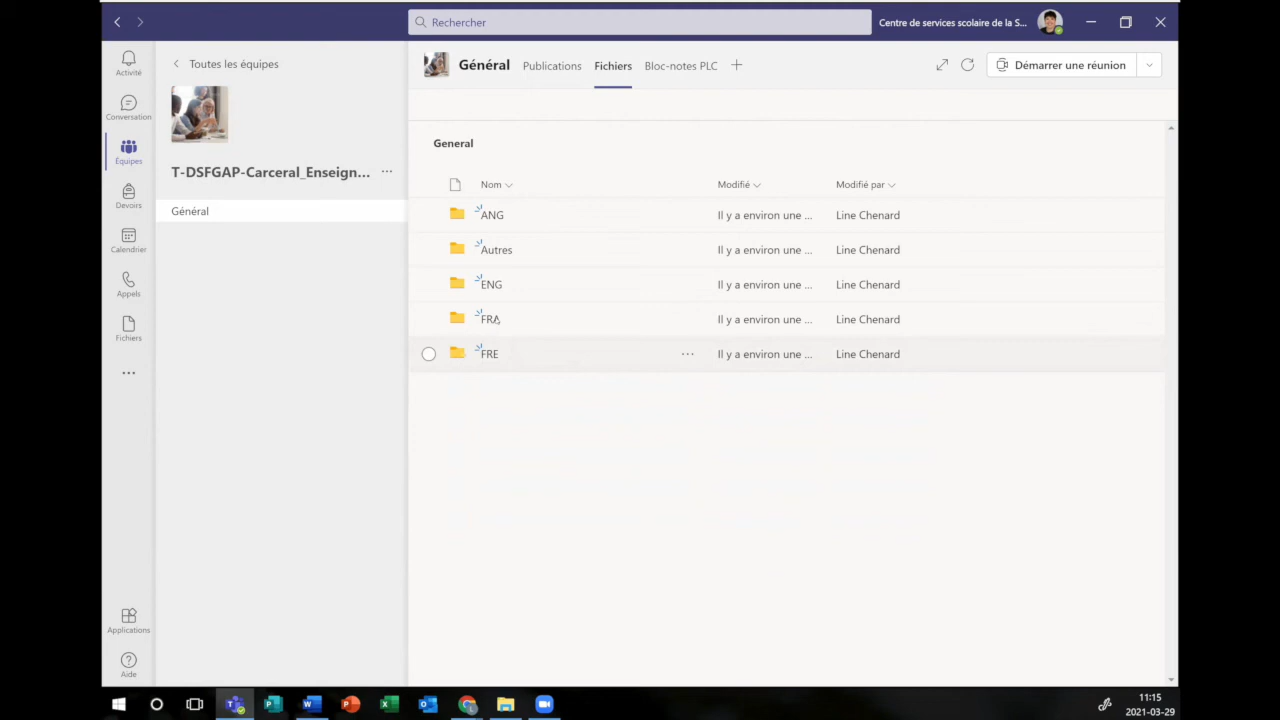 Rechercher
Centre de services scolaire de la S...
Activité
Conversation
Équipes
Devoirs
Calendrier
Appels
Fichiers
Applications
Aide
Toutes les équipes
T-DSFGAP-Carceral_Enseign...
Général
Général
Publications
Fichiers
Bloc-notes PLC
Démarrer une réunion
General
Nom
Modifié
Modifié par
ANG
Il y a environ une ...
Line Chenard
Autres
Il y a environ une ...
Line Chenard
ENG
Il y a environ une ...
Line Chenard
FRA
Il y a environ une ...
Line Chenard
FRE
Il y a environ une ...
Line Chenard
11:15
2021-03-29